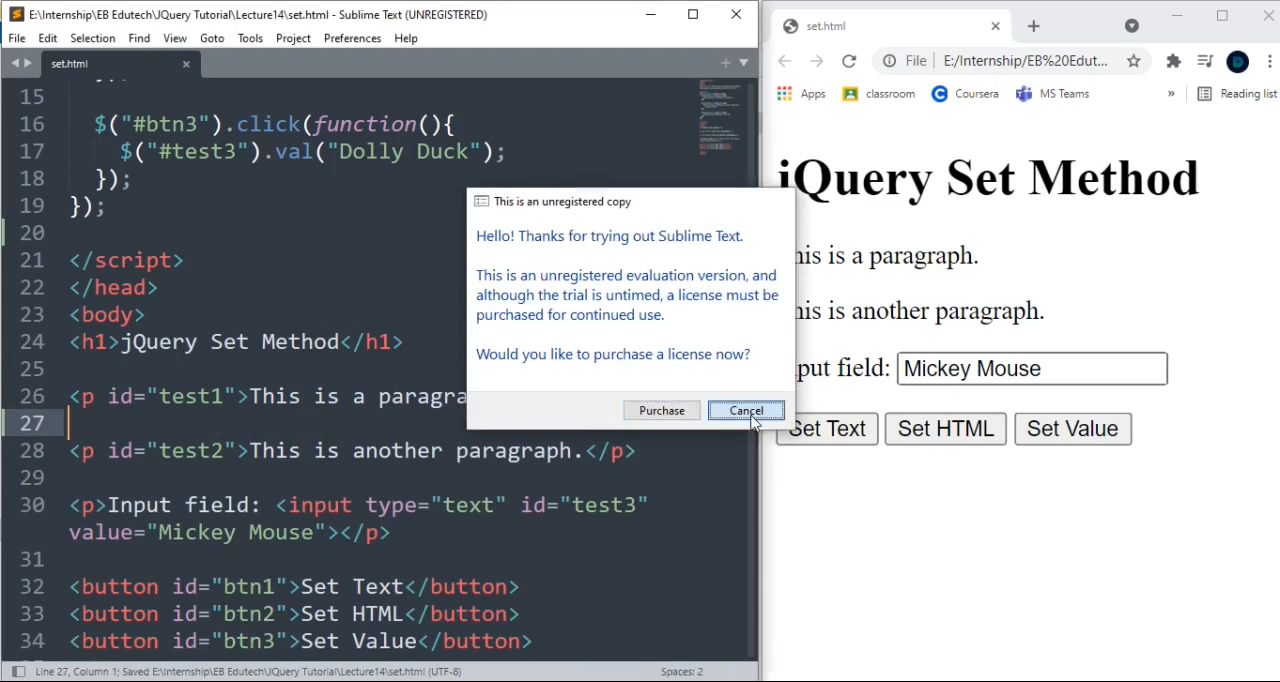 E:\Internship\EB Edutech\JQuery Tutorial\Lecture14\set.html - Sublime Text (UNREGISTERED)
File Edit Selection Find View Goto Tools Project Preferences Help
set.html
15
16 $("#btn3").click(function(){
17 $("#test3").val("Dolly Duck");
18 });
19 });
20
21 </script>
22 </head>
23 <body>
24 <h1>jQuery Set Method</h1>
25
26 <p id="test1">This is a paragra
27
28 <p id="test2">This is another paragraph.</p>
29
30 <p>Input field: <input type="text" id="test3"
value="Mickey Mouse"></p>
31
32 <button id="btn1">Set Text</button>
33 <button id="btn2">Set HTML</button>
34 <button id="btn3">Set Value</button>
Line 27, Column 1; Saved E:\Internship\EB Edutech\JQuery Tutorial\Lecture14\set.html (UTF-8) Spaces: 2
This is an unregistered copy
Hello! Thanks for trying out Sublime Text.
This is an unregistered evaluation version, and
although the trial is untimed, a license must be
purchased for continued use.
Would you like to purchase a license now?
Purchase Cancel
set.html
File E:/Internship/EB%20Edut...
Apps classroom Coursera MS Teams » Reading list
jQuery Set Method
his is a paragraph.
his is another paragraph.
put field: Mickey Mouse
Set Text Set HTML Set Value